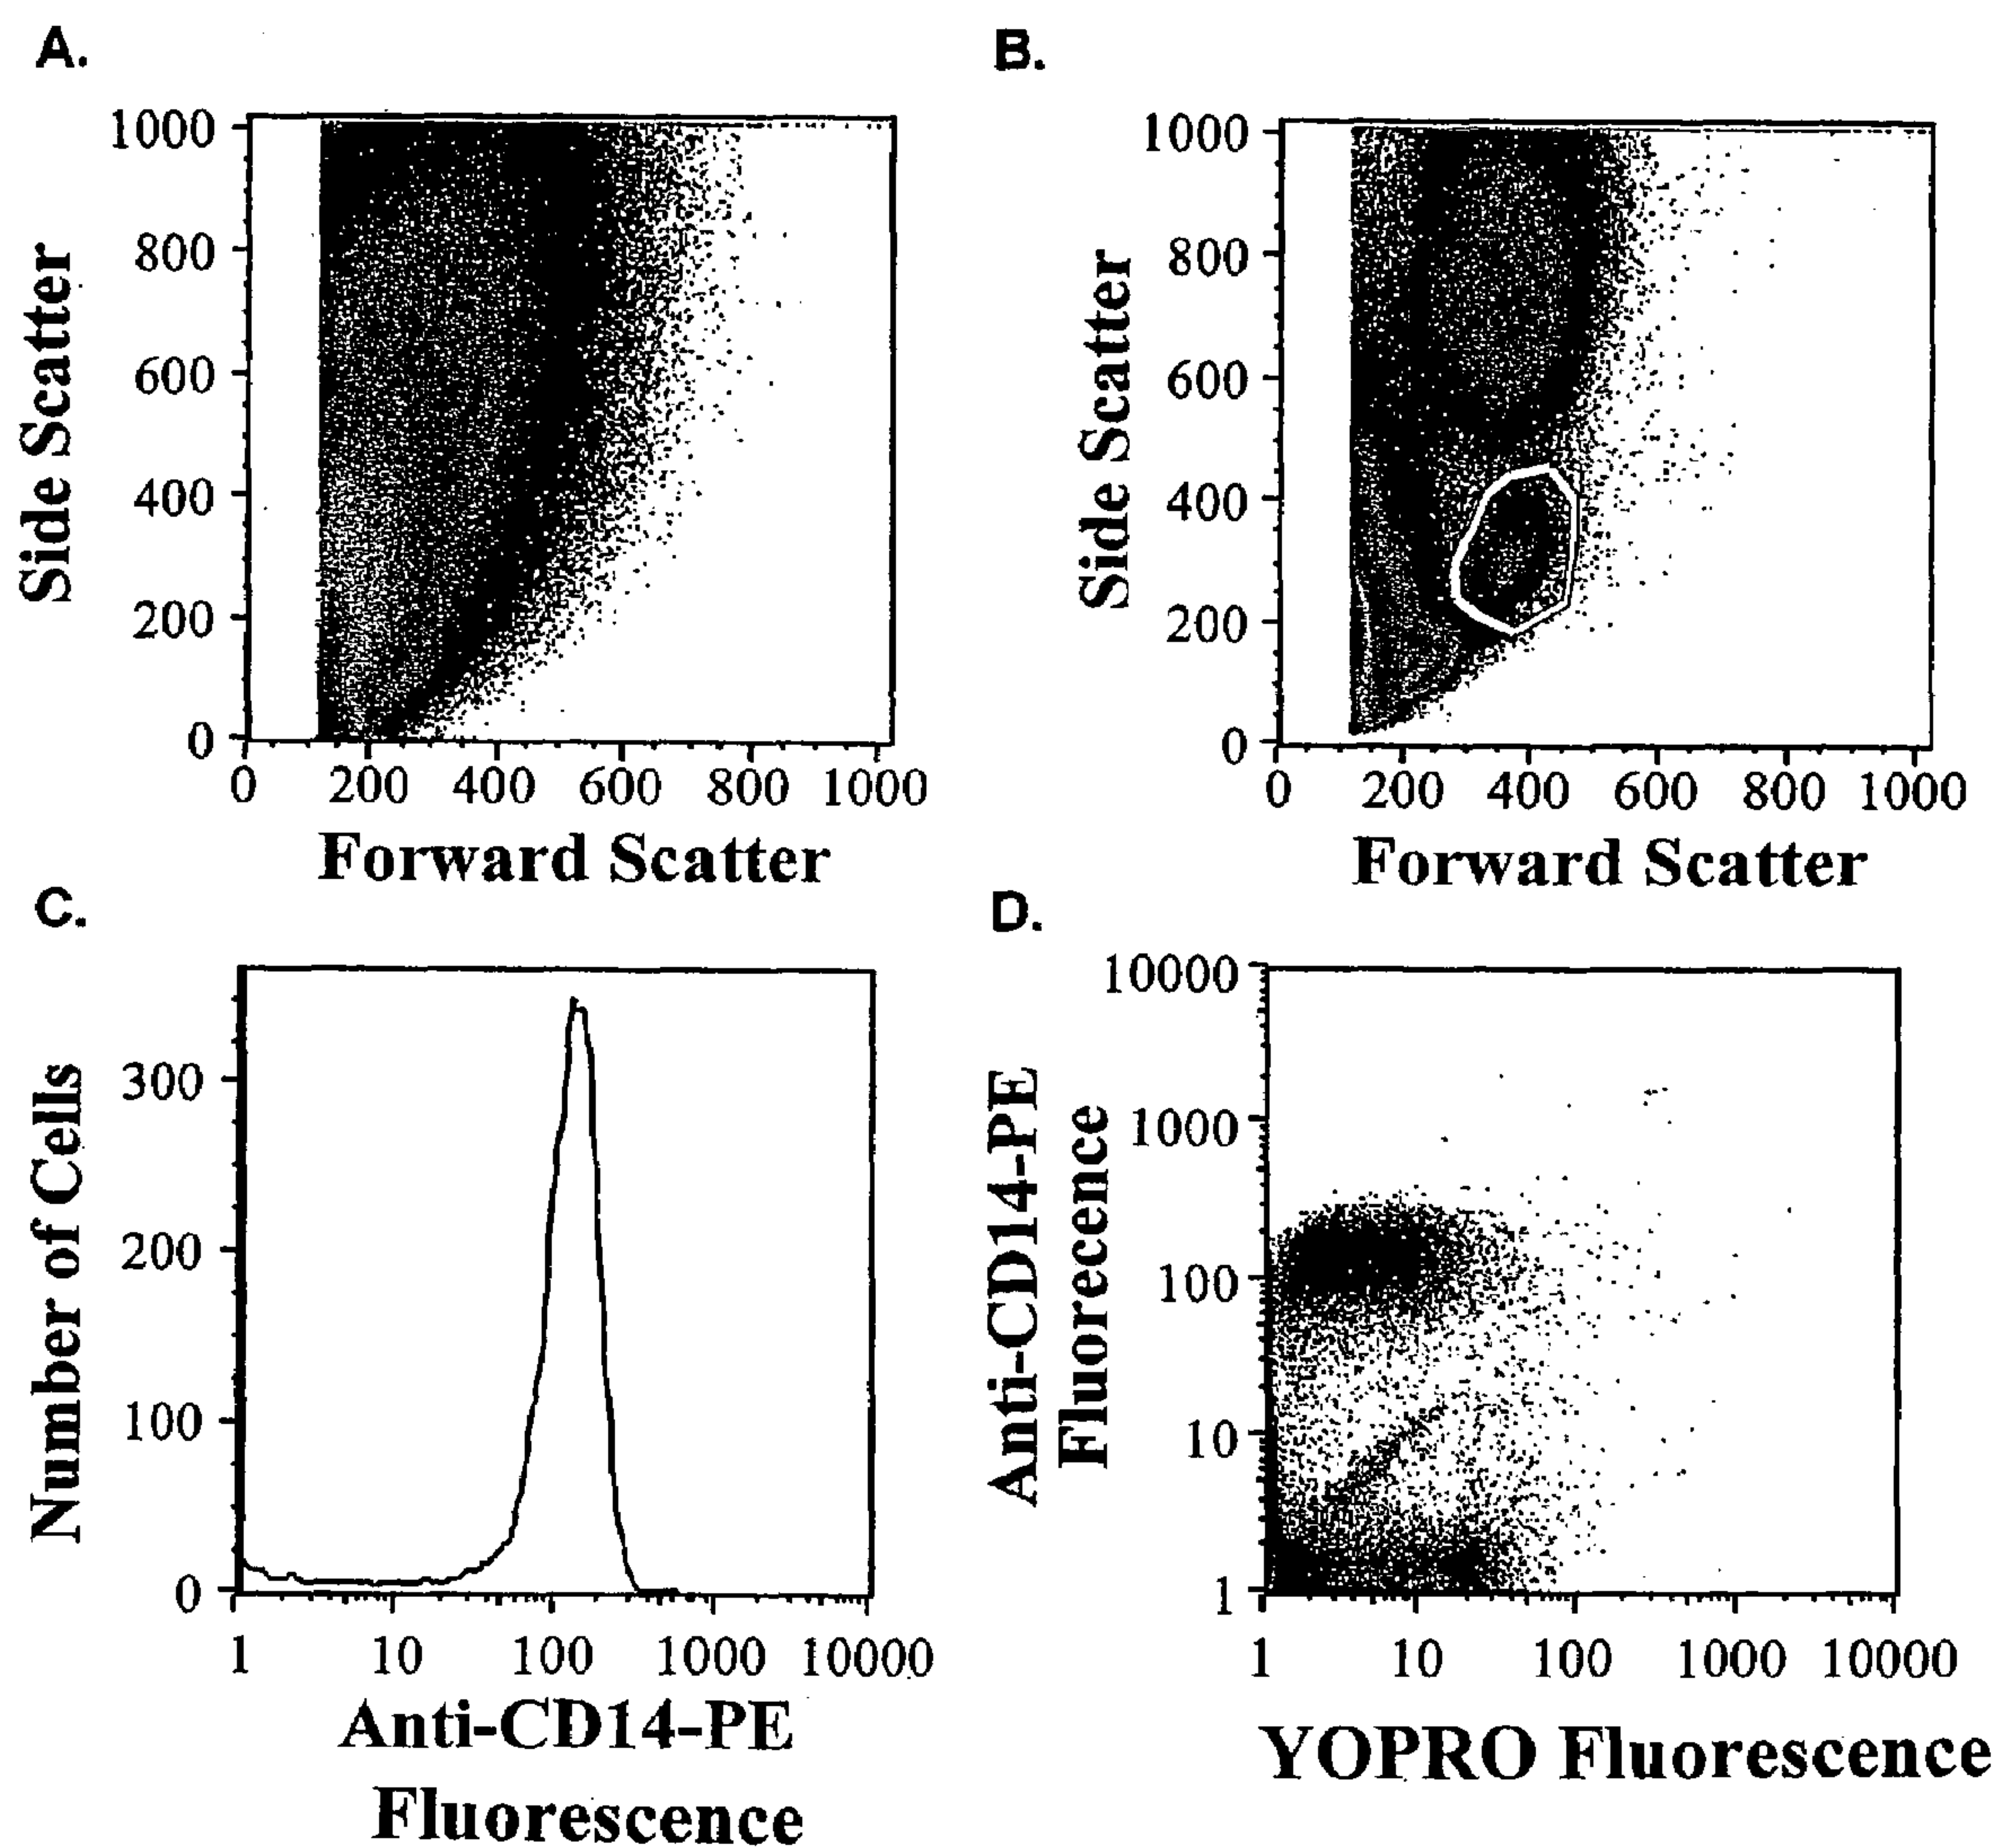 A.
1000
800
600
400
200
0
Side Scatter
0 200 400 600 800 1000
Forward Scatter
B.
1000
800
600
400
200
0
Side Scatter
0 200 400 600 800 1000
Forward Scatter
C.
300
200
100
0
Number of Cells
1 10 100 1000 10000
Anti-CD14-PE
Fluorescence
D.
10000
1000
100
10
1
Anti-CD14-PE
Fluorecence
1 10 100 1000 10000
YOPRO Fluorescence